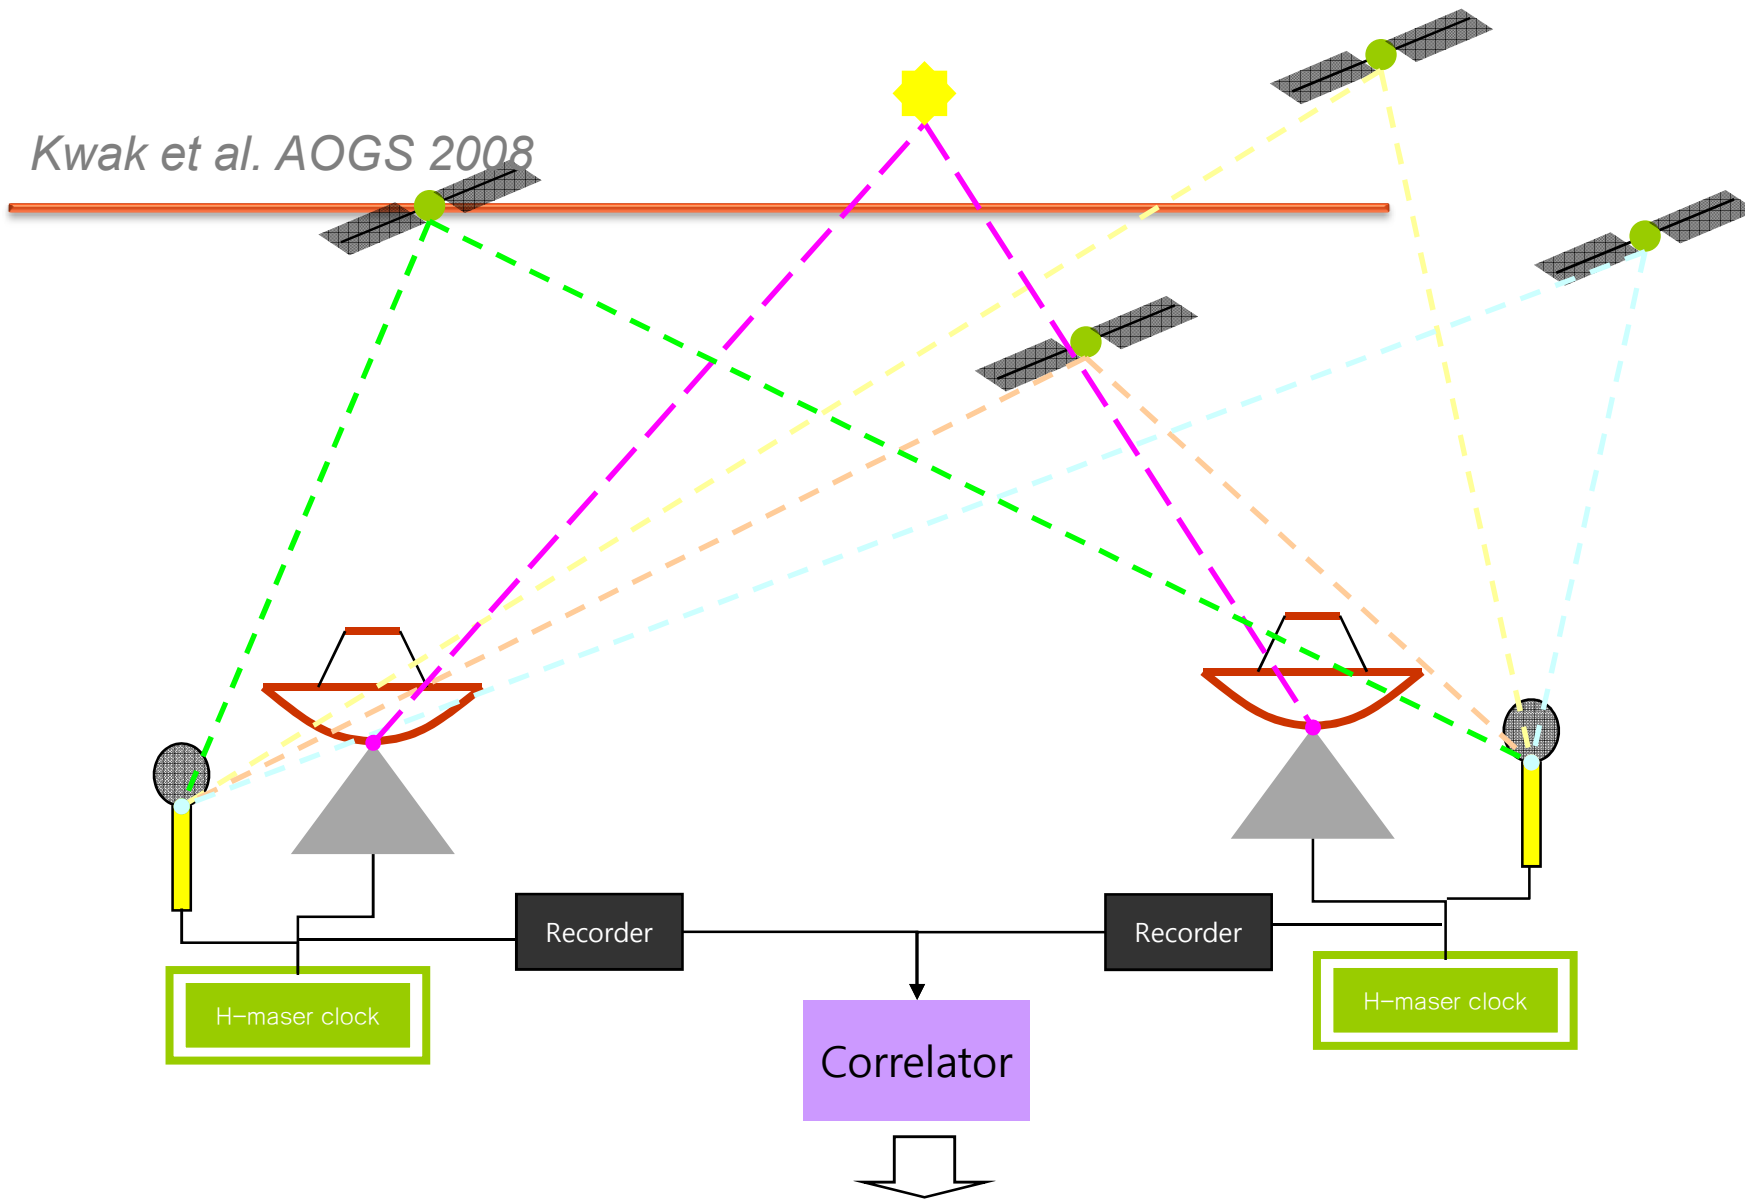 Kwak et al. AOGS 2008
Recorder
Recorder
H-maser clock
H-maser clock
Correlator